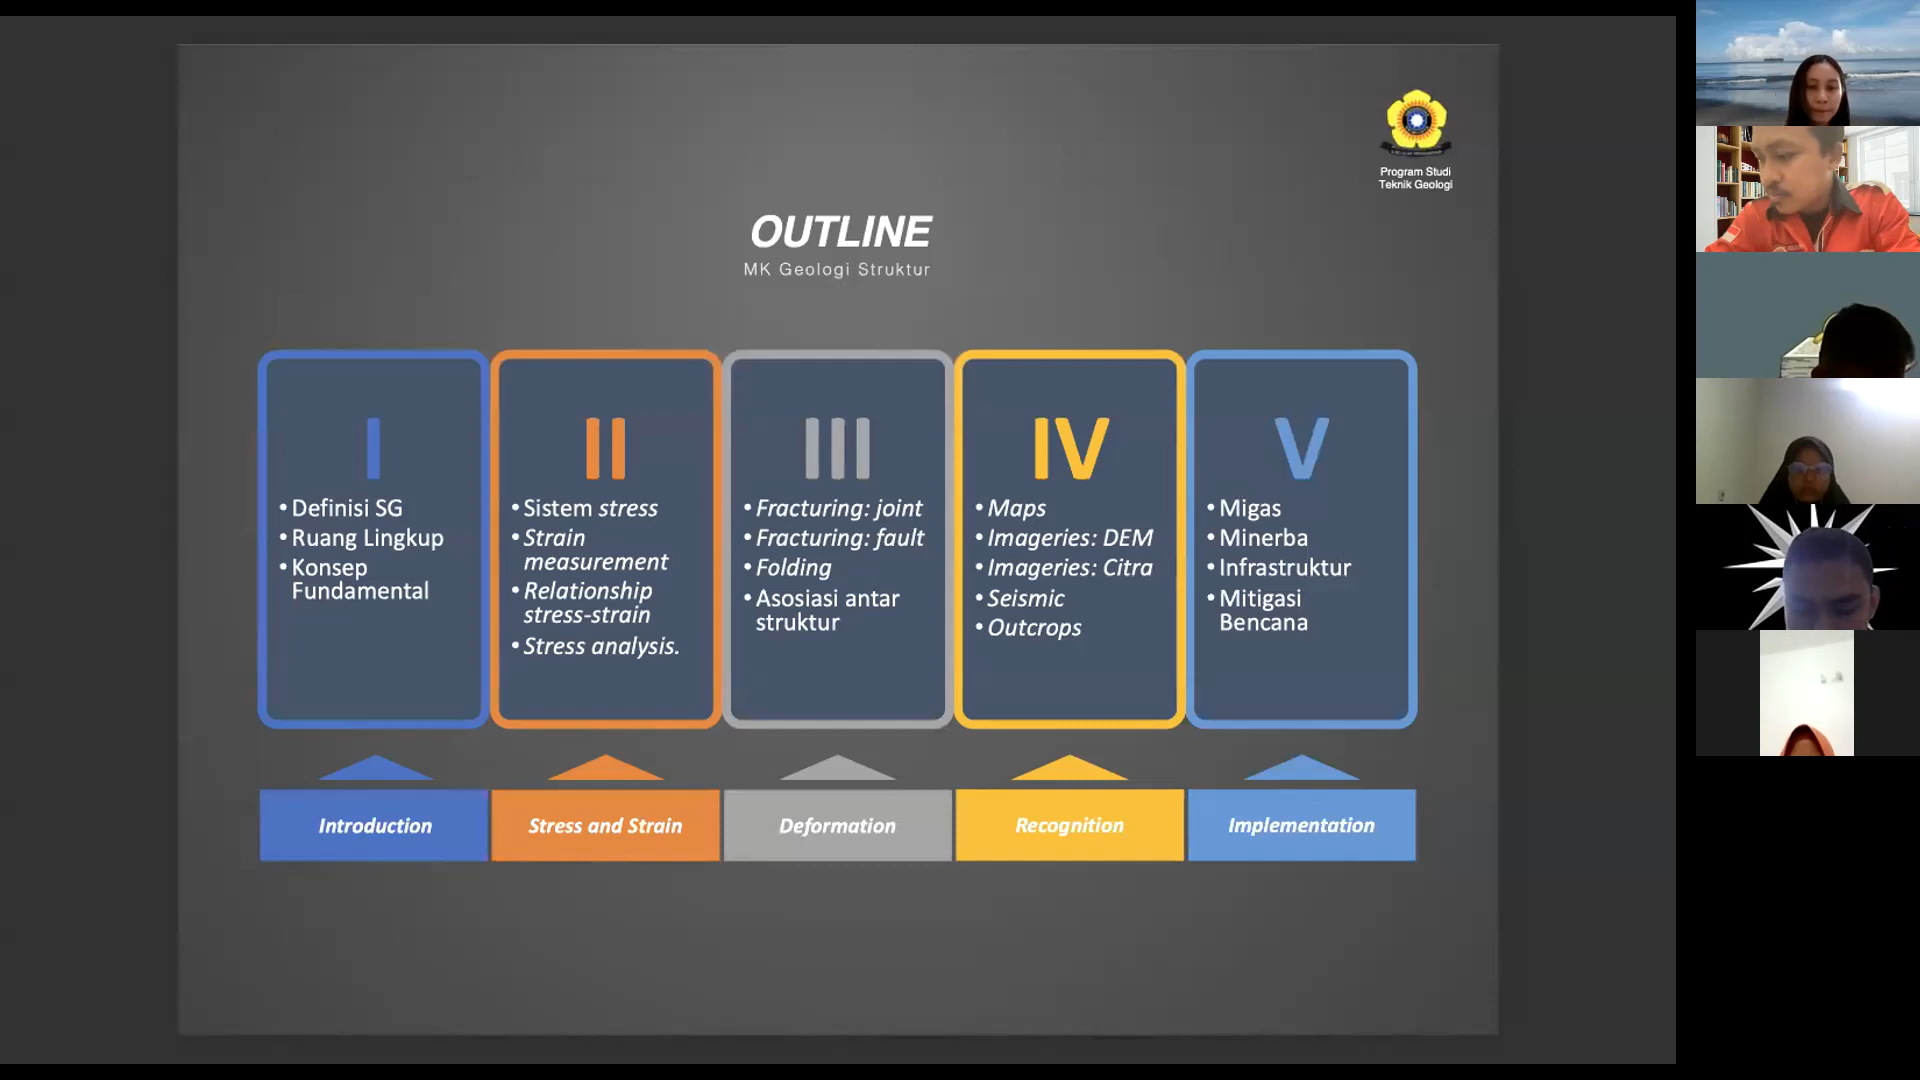 Program Studi
Teknik Geologi
OUTLINE
MK Geologi Struktur
I
• Definisi SG
• Ruang Lingkup
• Konsep
Fundamental
II
• Sistem stress
• Strain
measurement
• Relationship
stress-strain
• Stress analysis.
III
• Fracturing: joint
• Fracturing: fault
• Folding
• Asosiasi antar
struktur
IV
• Maps
• Imageries: DEM
• Imageries: Citra
• Seismic
• Outcrops
V
• Migas
• Minerba
• Infrastruktur
• Mitigasi
Bencana
Introduction
Stress and Strain
Deformation
Recognition
Implementation